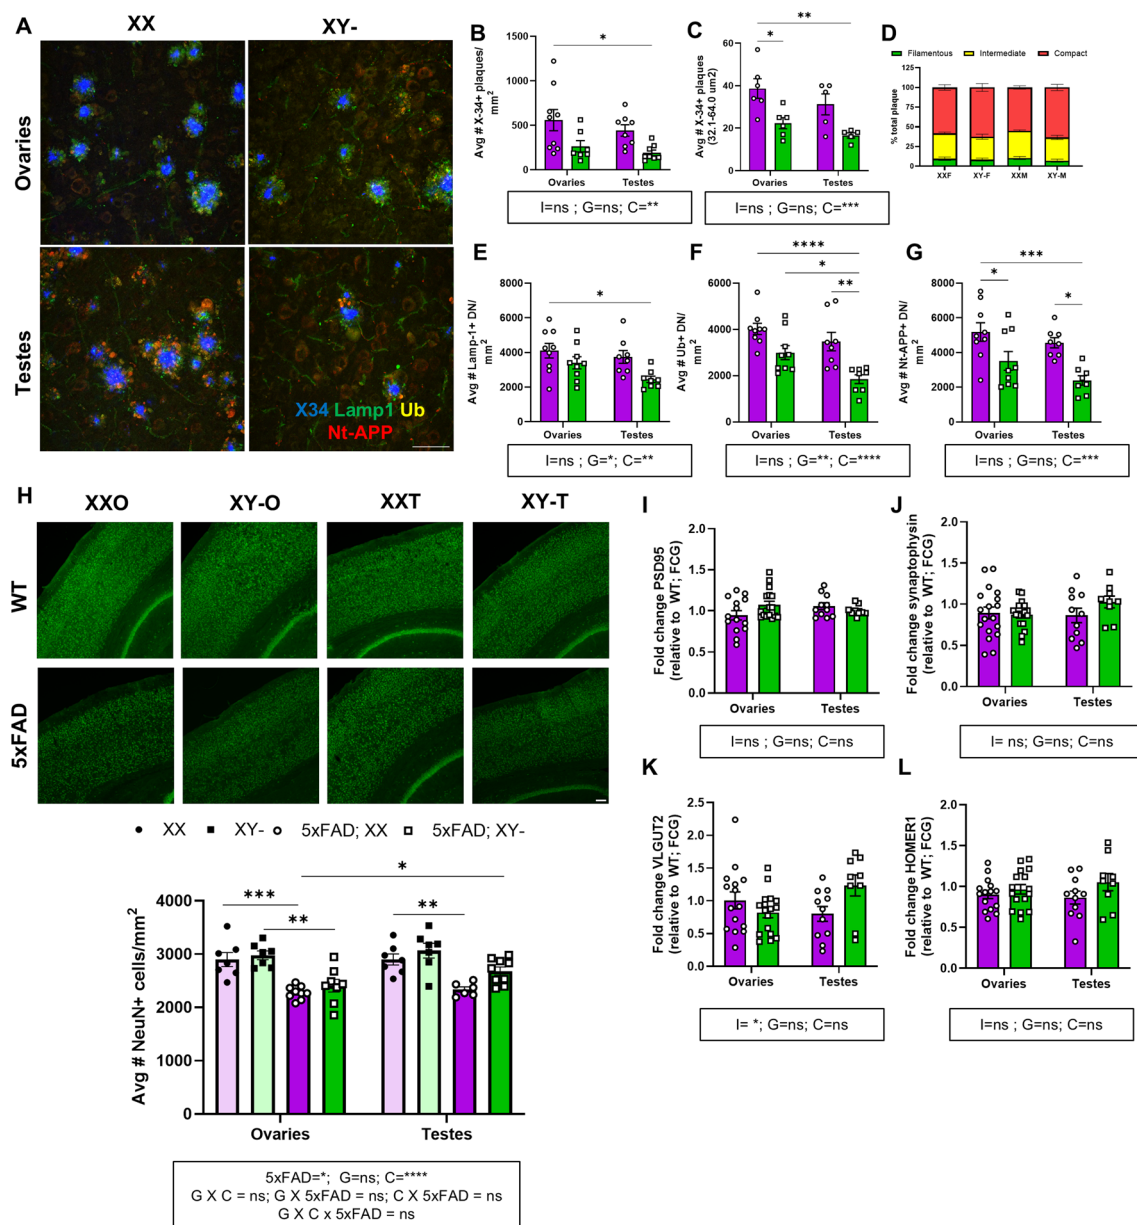 A
XX
XY-
Ovaries
Testes
X34 Lamp1 Ub
Nt-APP
B
Avg # X-34+ plaques/
mm2
1500
1000
500
0
*
Ovaries
Testes
I=ns ; G=ns; C=**
C
Avg # X-34+ plaques
(32.1-64.0 um2)
60
40
20
0
**
*
Ovaries
Testes
I=ns ; G=ns; C=***
D
Filamentous
Intermediate
Compact
% total plaque
125
100
75
50
25
0
XXF
XY-F
XXM
XY-M
E
Avg # Lamp-1+ DN/
mm2
8000
6000
4000
2000
0
*
Ovaries
Testes
I=ns ; G=*; C=**
F
Avg # Ub+ DN/
mm2
6000
4000
2000
0
****
*
**
Ovaries
Testes
I=ns ; G=**; C=****
G
Avg # Nt-APP+ DN/
mm2
8000
6000
4000
2000
0
***
*
*
Ovaries
Testes
I=ns ; G=ns; C=***
H
XXO
XY-O
XXT
XY-T
WT
5xFAD
XX
XY-
5xFAD; XX
5xFAD; XY-
Avg # NeuN+ cells/mm2
4000
3000
2000
1000
0
***
**
*
**
Ovaries
Testes
5xFAD=*; G=ns; C=****
G X C = ns; G X 5xFAD = ns; C X 5xFAD = ns
G X C x 5xFAD = ns
I
Fold change PSD95
(relative to WT; FCG)
2.0
1.5
1.0
0.5
0.0
Ovaries
Testes
I=ns ; G=ns; C=ns
J
Fold change synaptophysin
(relative to WT; FCG)
2.0
1.5
1.0
0.5
0.0
Ovaries
Testes
I= ns; G=ns; C=ns
K
Fold change VLGUT2
(relative to WT; FCG)
2.5
2.0
1.5
1.0
0.5
0.0
Ovaries
Testes
I= *; G=ns; C=ns
L
Fold change HOMER1
(relative to WT; FCG)
2.0
1.5
1.0
0.5
0.0
Ovaries
Testes
I=ns ; G=ns; C=ns